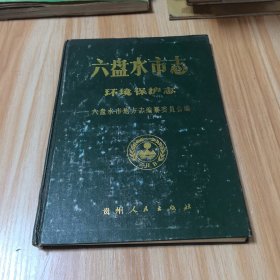 六盘水市志
环境保护志
六盘水市地方志编纂委员会编
贵州人民出版社